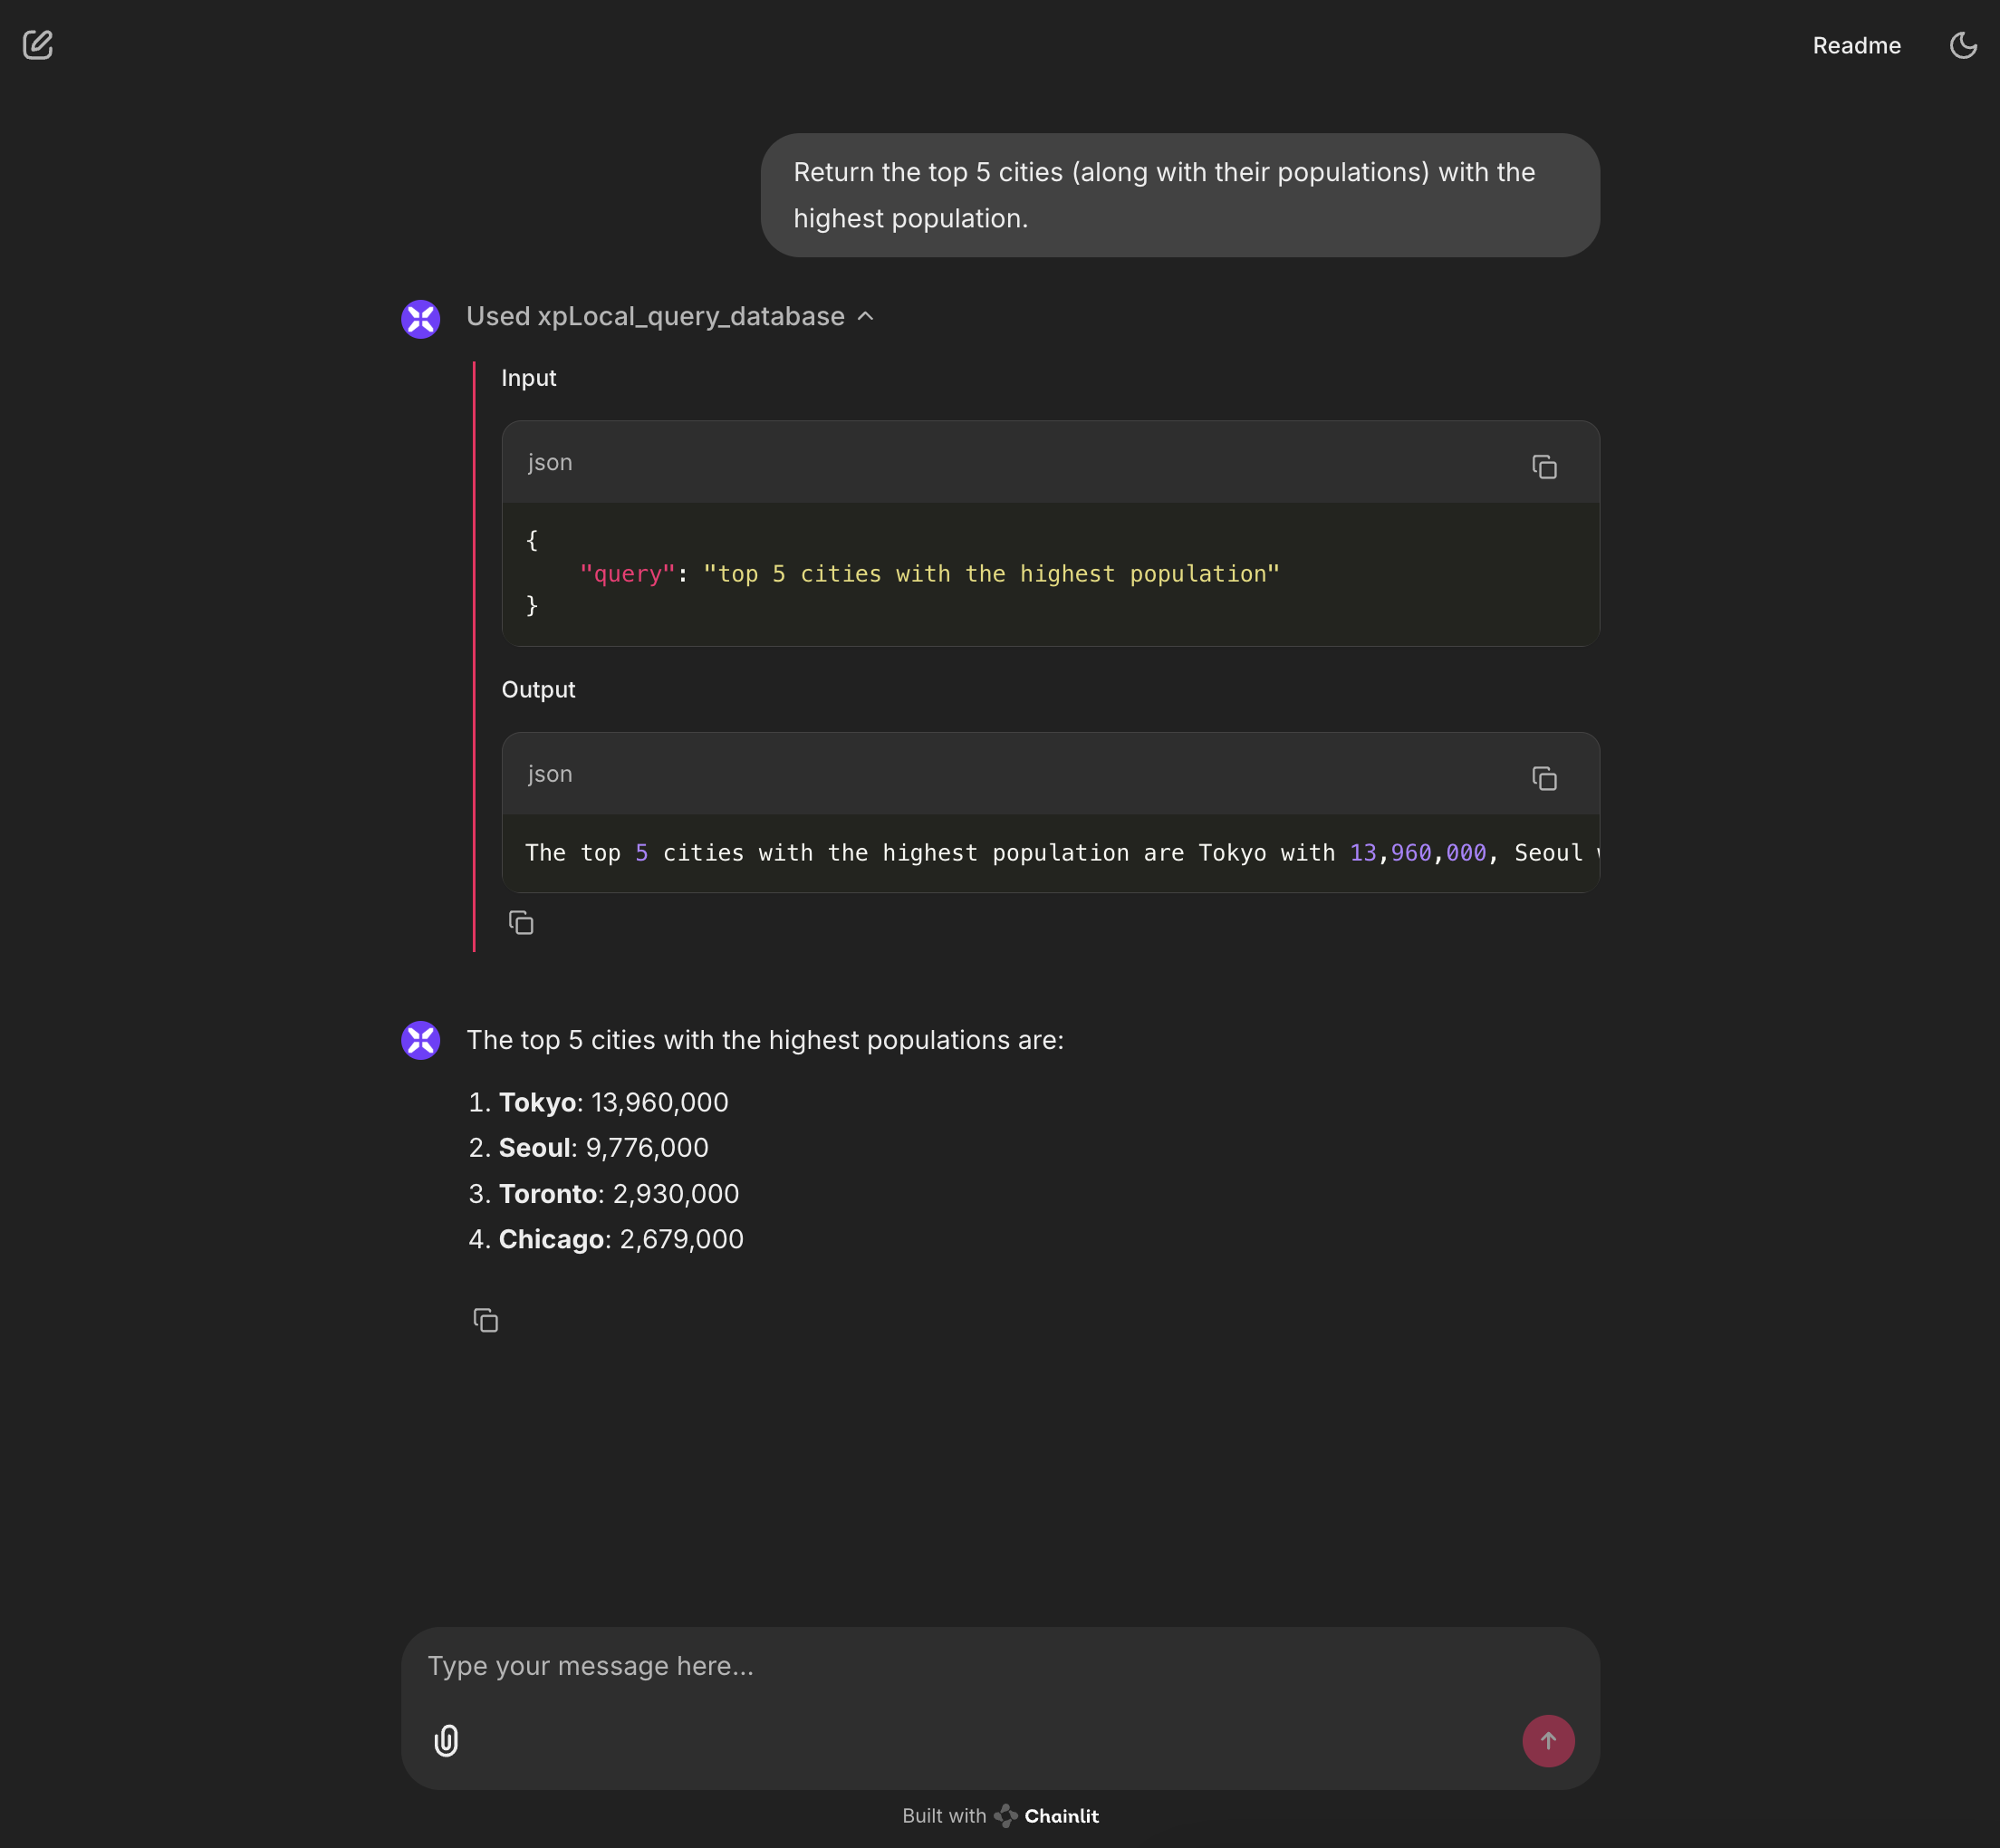 Readme
Return the top 5 cities (along with their populations) with the
highest population.
Used xpLocal_query_database
Input
json
{
    "query": "top 5 cities with the highest population"
}
Output
json
The top 5 cities with the highest population are Tokyo with 13,960,000, Seoul
The top 5 cities with the highest populations are:
1. Tokyo: 13,960,000
2. Seoul: 9,776,000
3. Toronto: 2,930,000
4. Chicago: 2,679,000
Type your message here...
Built with Chainlit